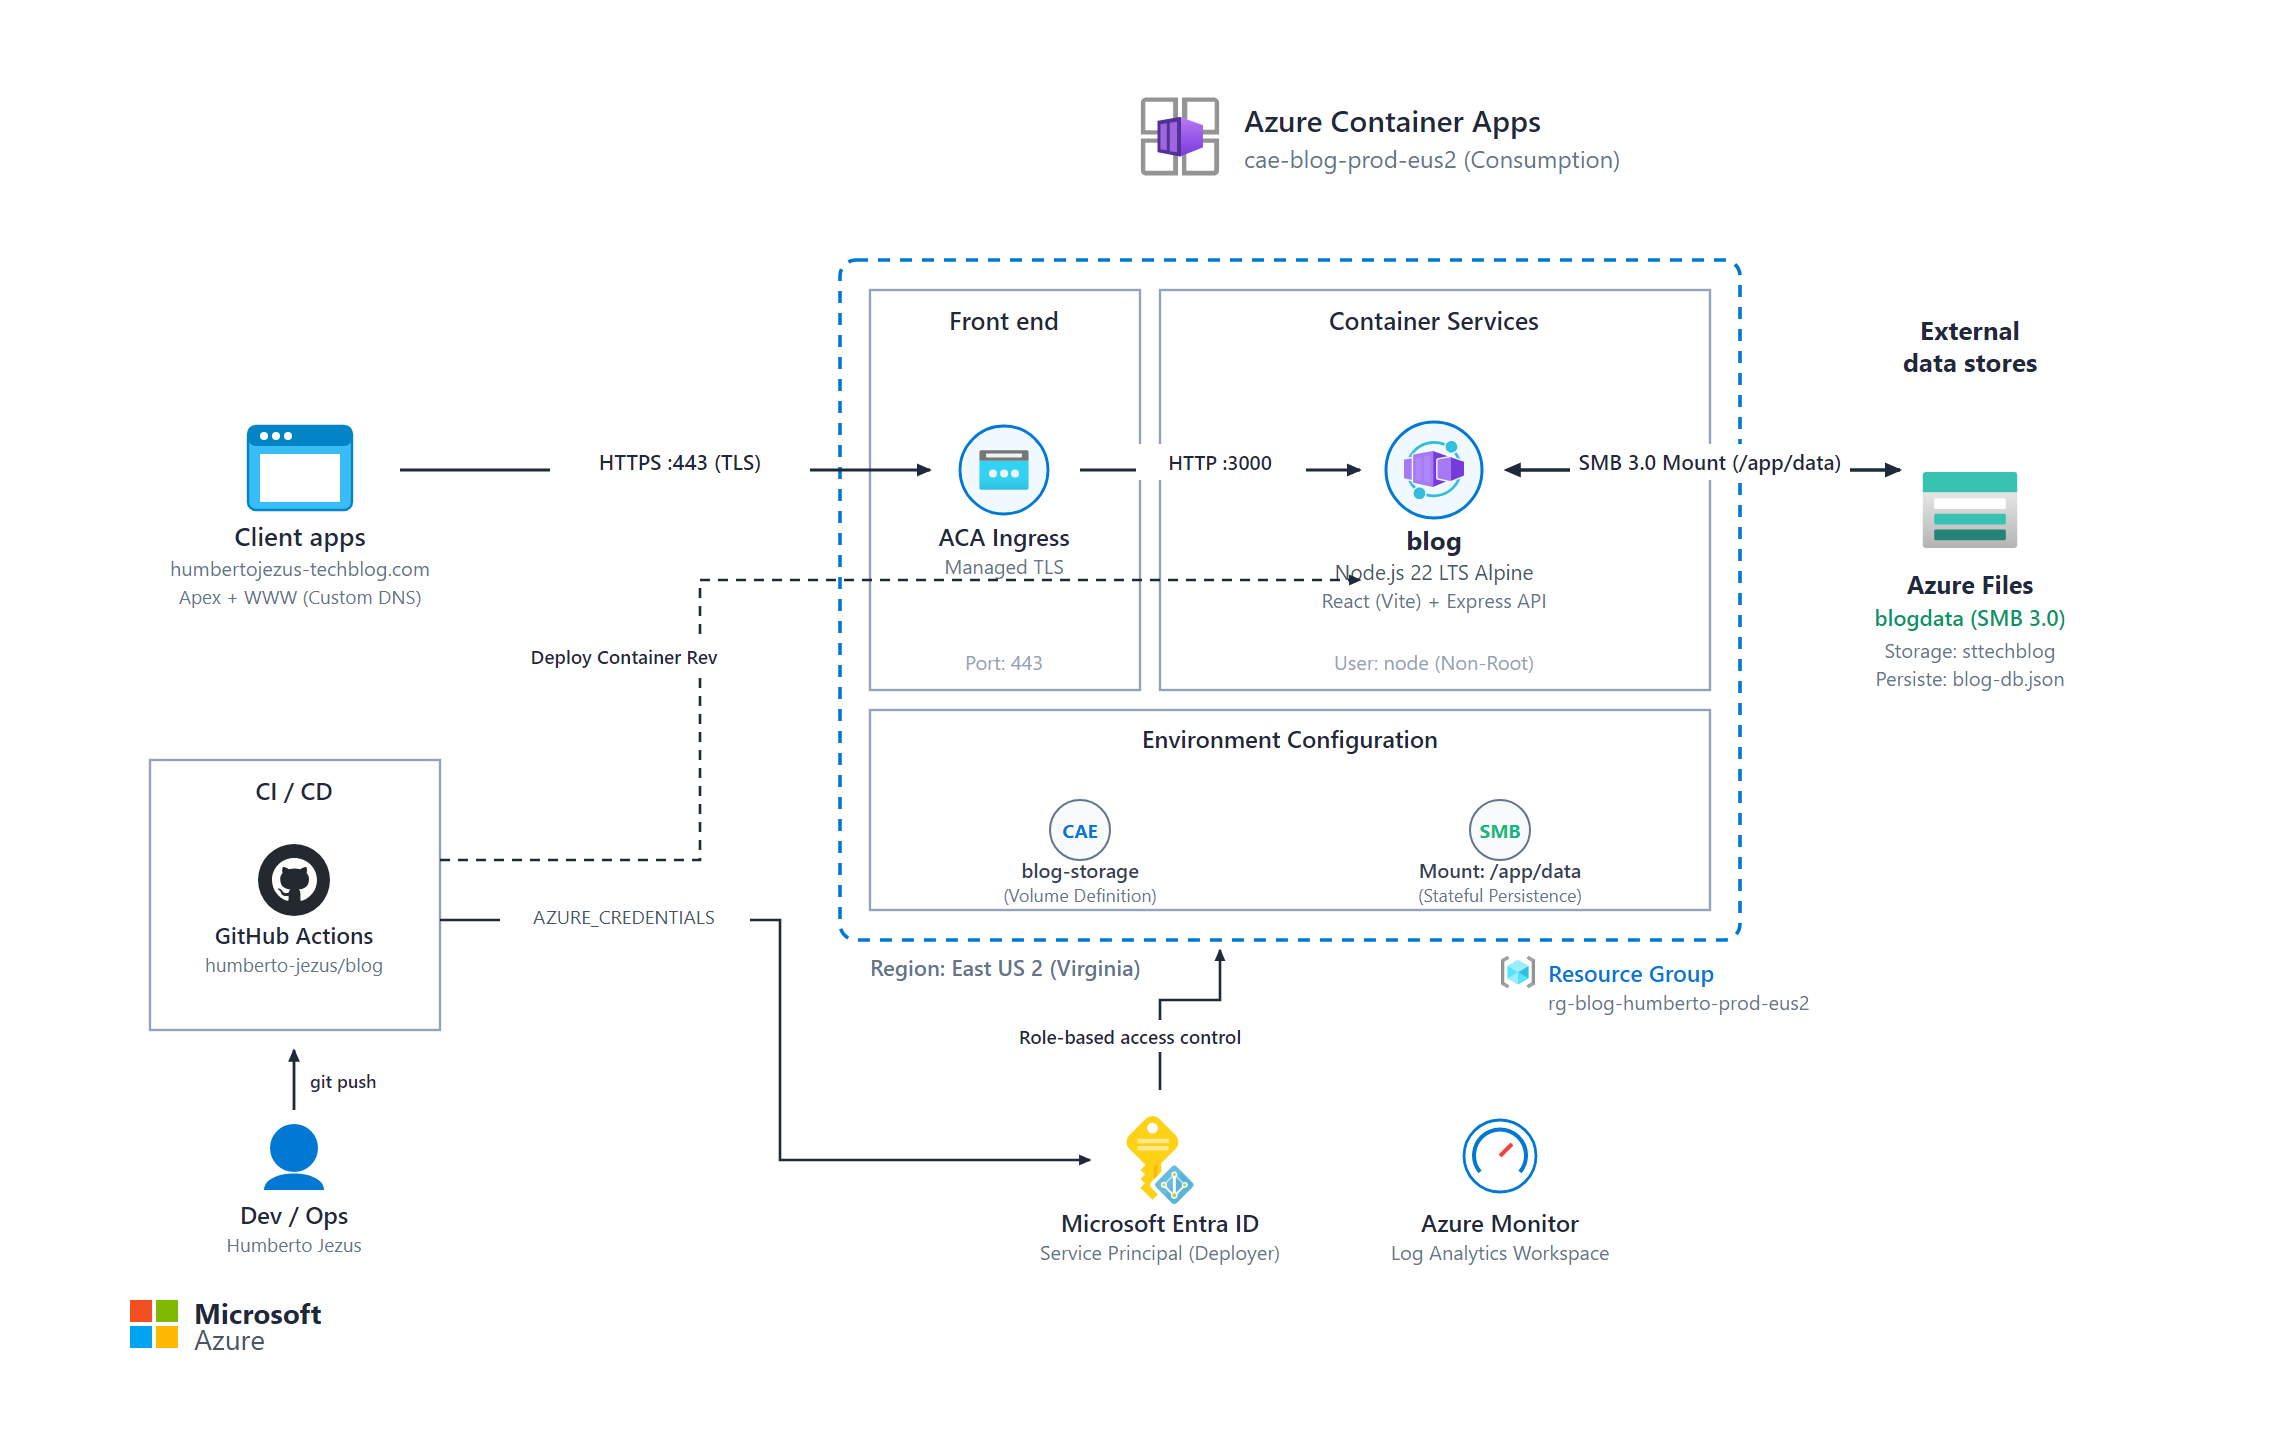 Azure Container Apps
cae-blog-prod-eus2 (Consumption)
Front end
Container Services
External
data stores
HTTPS :443 (TLS)
HTTP :3000
SMB 3.0 Mount (/app/data)
Client apps
humbertojezus-techblog.com
Apex + WWW (Custom DNS)
ACA Ingress
Managed TLS
Port: 443
blog
Node.js 22 LTS Alpine
React (Vite) + Express API
User: node (Non-Root)
Azure Files
blogdata (SMB 3.0)
Storage: sttechblog
Persiste: blog-db.json
Deploy Container Rev
Environment Configuration
CAE
blog-storage
(Volume Definition)
SMB
Mount: /app/data
(Stateful Persistence)
CI / CD
GitHub Actions
humberto-jezus/blog
AZURE_CREDENTIALS
Region: East US 2 (Virginia)
Resource Group
rg-blog-humberto-prod-eus2
Role-based access control
git push
Dev / Ops
Humberto Jezus
Microsoft Entra ID
Service Principal (Deployer)
Azure Monitor
Log Analytics Workspace
Microsoft
Azure